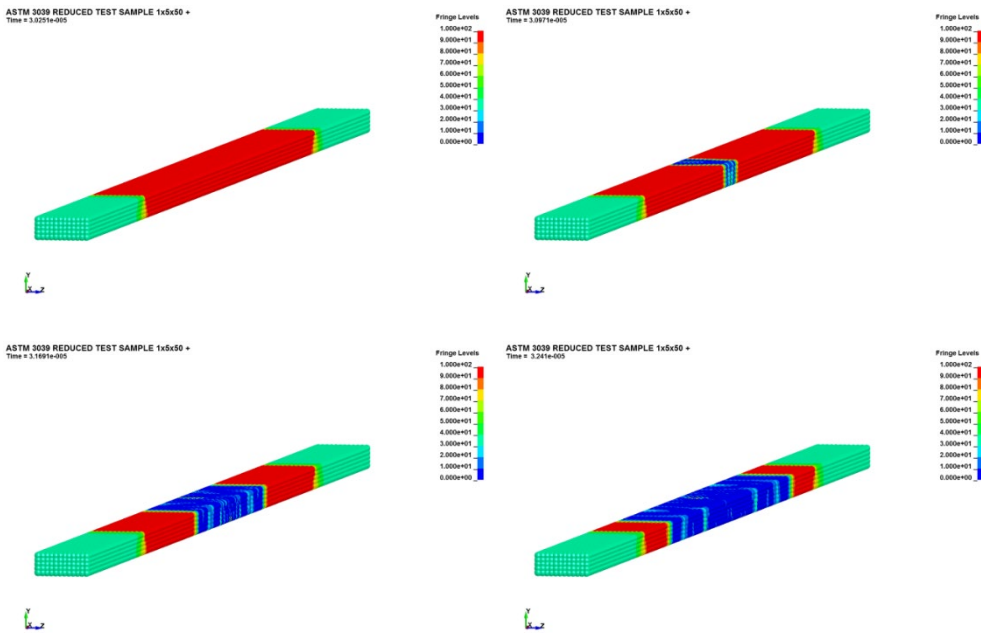 ASTM 3039 REDUCED TEST SAMPLE 1x5x50 +
Time = 3.0251e-005
Fringe Levels
1.000e+02
9.000e+01
8.000e+01
7.000e+01
6.000e+01
5.000e+01
4.000e+01
3.000e+01
2.000e+01
1.000e+01
0.000e+00
Y
X
Z
ASTM 3039 REDUCED TEST SAMPLE 1x5x50 +
Time = 3.0971e-005
Fringe Levels
1.000e+02
9.000e+01
8.000e+01
7.000e+01
6.000e+01
5.000e+01
4.000e+01
3.000e+01
2.000e+01
1.000e+01
0.000e+00
Y
X
Z
ASTM 3039 REDUCED TEST SAMPLE 1x5x50 +
Time = 3.1691e-005
Fringe Levels
1.000e+02
9.000e+01
8.000e+01
7.000e+01
6.000e+01
5.000e+01
4.000e+01
3.000e+01
2.000e+01
1.000e+01
0.000e+00
Y
X
Z
ASTM 3039 REDUCED TEST SAMPLE 1x5x50 +
Time = 3.241e-005
Fringe Levels
1.000e+02
9.000e+01
8.000e+01
7.000e+01
6.000e+01
5.000e+01
4.000e+01
3.000e+01
2.000e+01
1.000e+01
0.000e+00
Y
X
Z